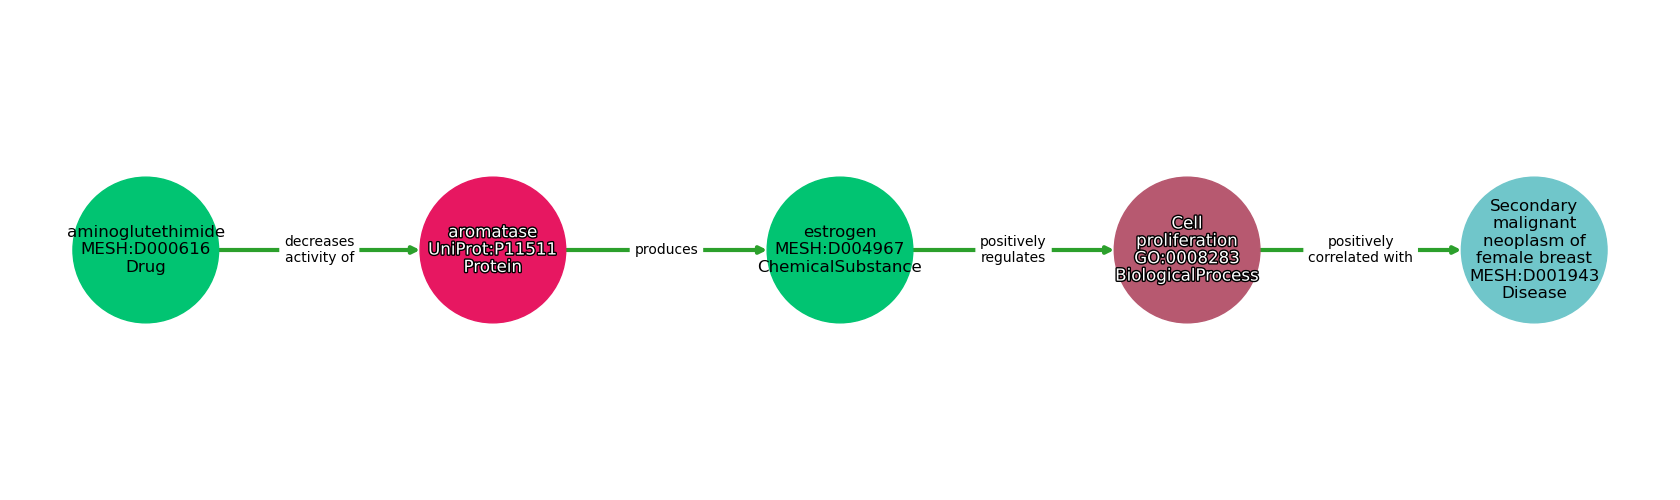 aminoglutethimide
MESH:D000616
Drug
decreases
activity of
aromatase
UniProt:P11511
Protein
produces
estrogen
MESH:D004967
ChemicalSubstance
positively
regulates
Cell
proliferation
GO:0008283
BiologicalProcess
positively
correlated with
Secondary
malignant
neoplasm of
female breast
MESH:D001943
Disease